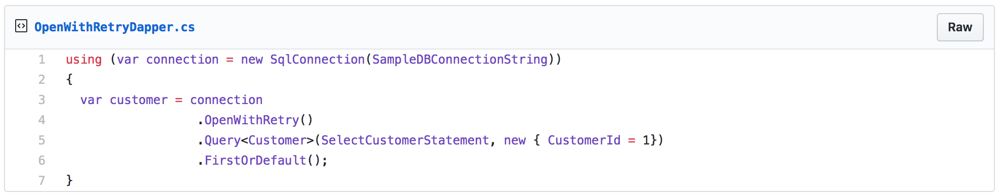 OpenWithRetryDapper.cs
Raw
1 using (var connection = new SqlConnection(SampleDBConnectionString))
2 {
3   var customer = connection
4                   .OpenWithRetry()
5                   .Query<Customer>(SelectCustomerStatement, new { CustomerId = 1})
6                   .FirstOrDefault();
7 }